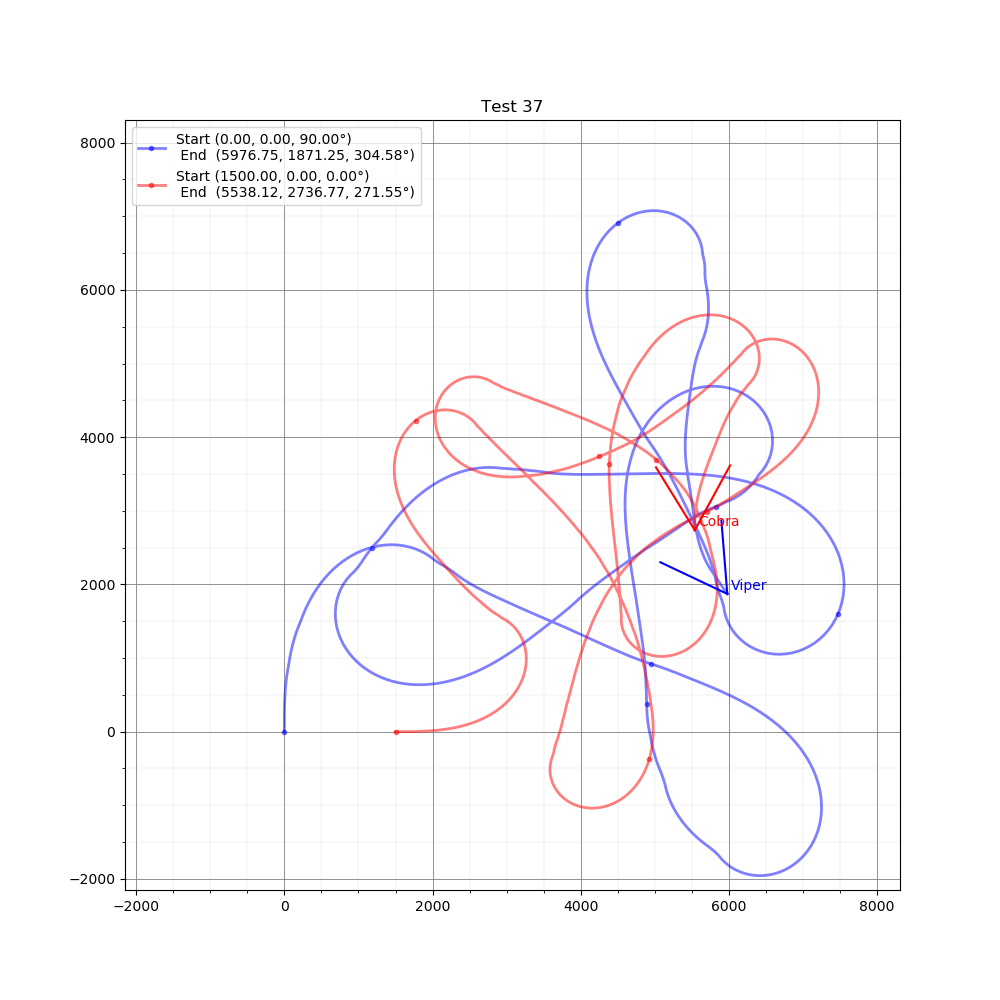 Test 37
Start (0.00, 0.00, 90.00°)
End (5976.75, 1871.25, 304.58°)
Start (1500.00, 0.00, 0.00°)
End (5538.12, 2736.77, 271.55°)
8000
6000
4000
2000
0
−2000
Cobra
Viper
−2000 0 2000 4000 6000 8000